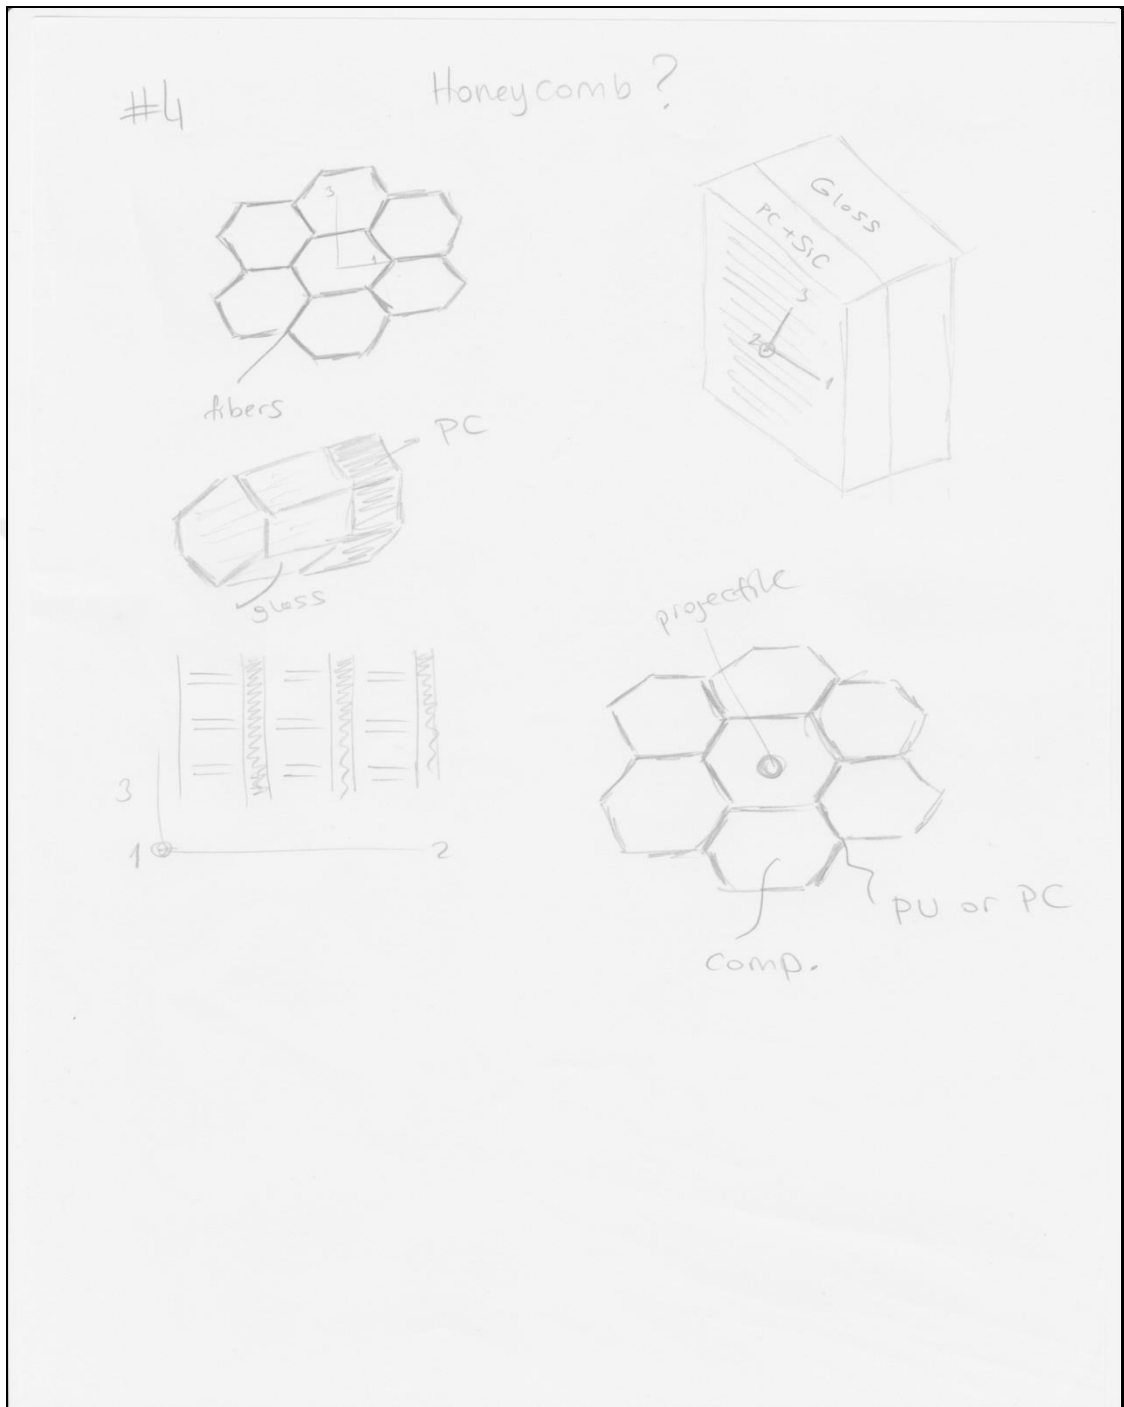 #4
Honeycomb?
3
1
fibers
Glass
PC + SiC
3
2
1
PC
glass
projectile
3
1
2
PU or PC
comp.